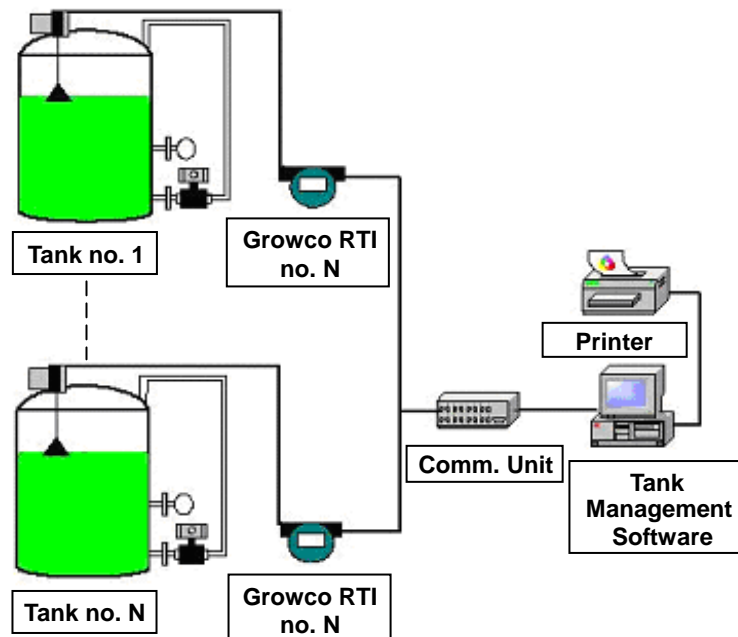 Tank no. 1
Growco RTI
no. N
Printer
Comm. Unit
Tank
Management
Software
Tank no. N
Growco RTI
no. N